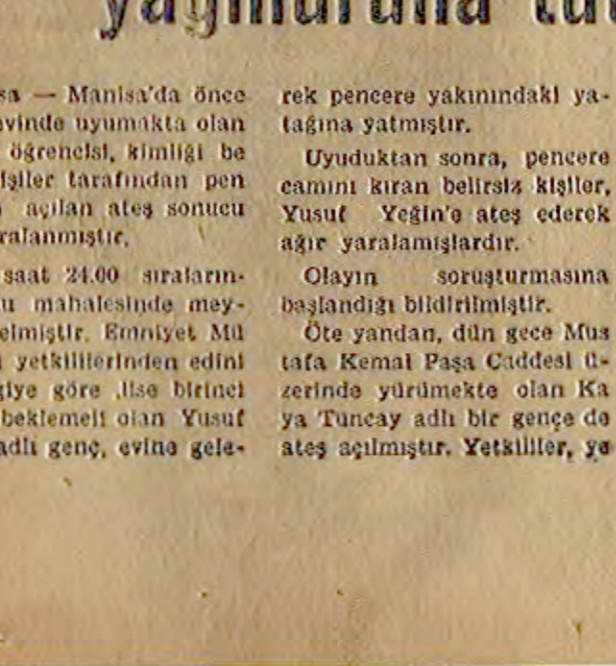 yağmuruna tut
sa — Manisa'da önce
evinde uyumakta olan
öğrencisi, kimliği be
işiler tarafından pen
açılan ateş sonucu
ralanmıştır.
saat 24.00 sıraların-
u mahalesinde mey-
elmiştir. Emniyet Mü
i yetkililerinden edini
giye göre ,lise birinci
beklemeli olan Yusuf
adlı genç, evine gele-
rek pencere yakınındaki ya-
tağına yatmıştır.
Uyuduktan sonra, pencere
camını kıran belirsiz kişiler,
Yusuf Yeğin'e ateş ederek
ağır yaralamışlardır.
Olayın soruşturmasına
başlandığı bildirilmiştir.
Öte yandan, dün gece Mus
tafa Kemal Paşa Caddesi ü-
zerinde yürümekte olan Ka
ya Tuncay adlı bir gençe de
ateş açılmıştır. Yetkililer, ya